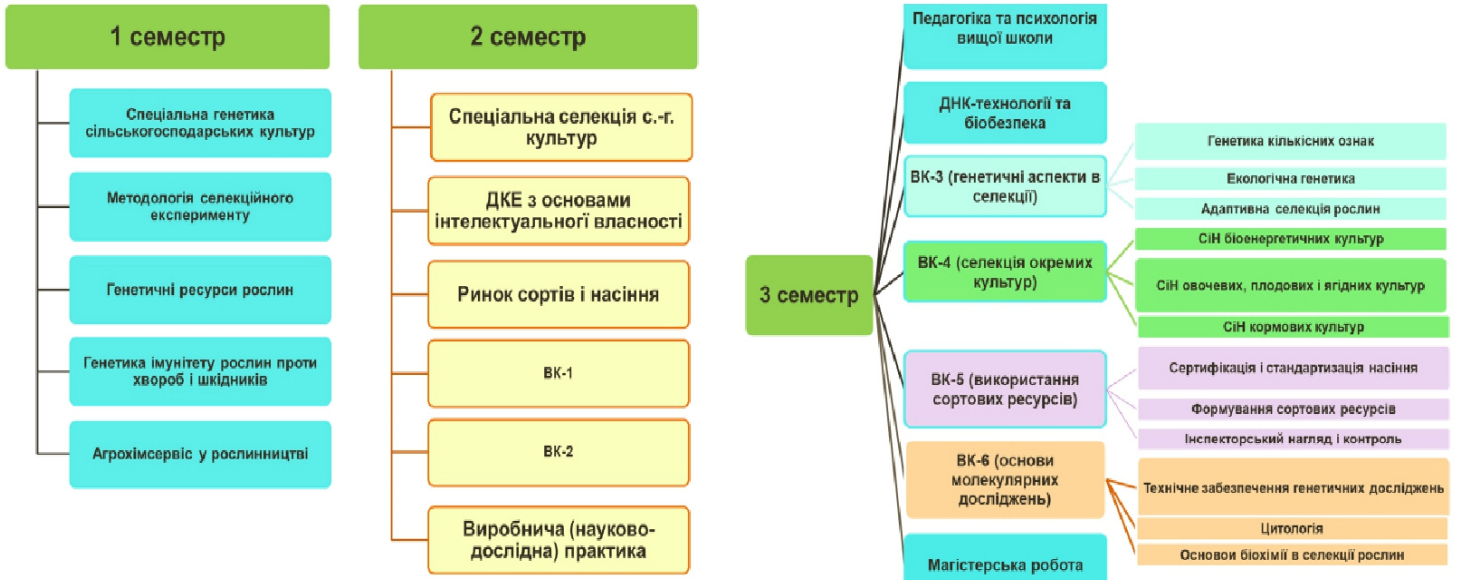 1 семестр
Спеціальна генетика
сільськогосподарських культур
Методологія селекційного
експерименту
Генетичні ресурси рослин
Генетика імунітету рослин проти
хвороб і шкідників
Агрохімсервіс у рослинництві
2 семестр
Спеціальна селекція с.-г.
культур
ДКЕ з основами
інтелектуальної власності
Ринок сортів і насіння
ВК-1
ВК-2
Виробнича (науково-
дослідна) практика
3 семестр
Педагогіка та психологія
вищої школи
ДНК-технології та
біобезпека
ВК-3 (генетичні аспекти в
селекції)
Генетика кількісних ознак
Екологічна генетика
Адаптивна селекція рослин
ВК-4 (селекція окремих
культур)
СіН біоенергетичних культур
СіН овочевих, плодових і ягідних культур
СіН кормових культур
ВК-5 (використання
сортових ресурсів)
Сертифікація і стандартизація насіння
Формування сортових ресурсів
Інспекторський нагляд і контроль
ВК-6 (основи
молекулярних
досліджень)
Технічне забезпечення генетичних досліджень
Цитологія
Основои біохімії в селекції рослин
Магістерська робота